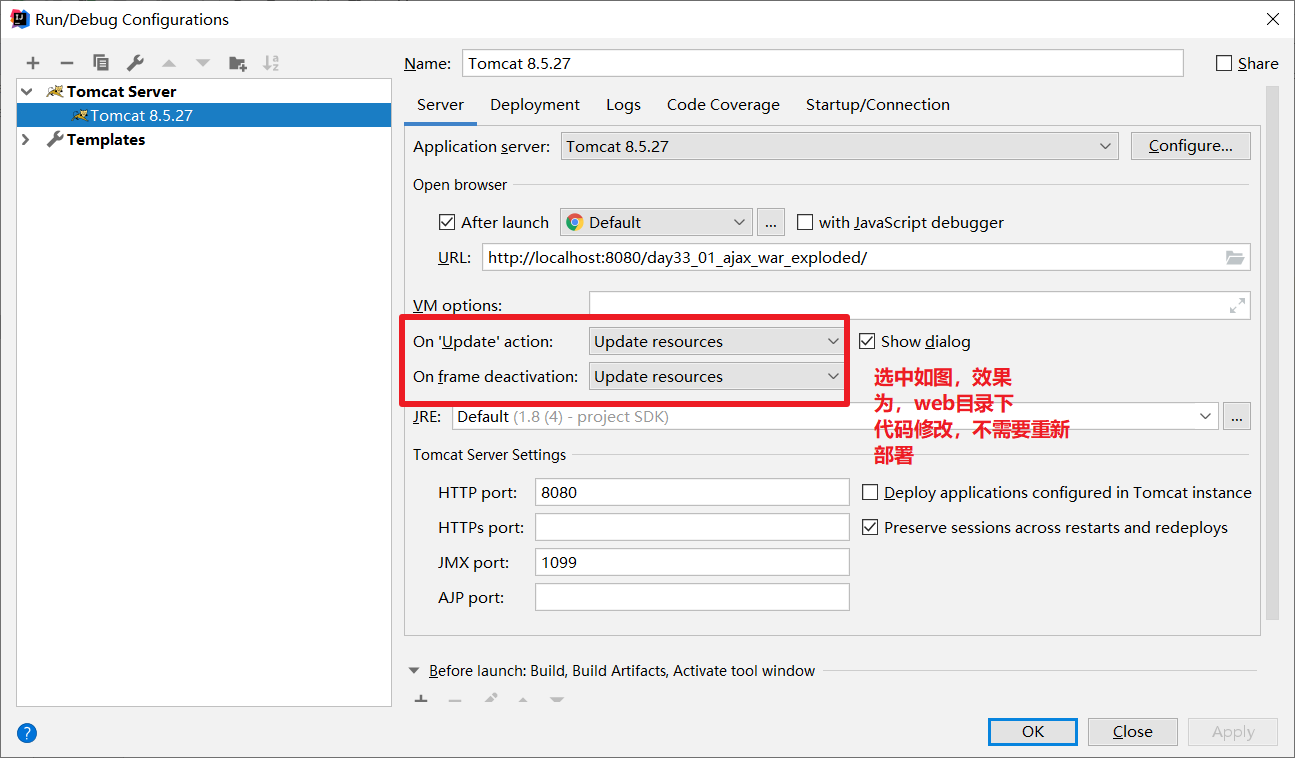 Run/Debug Configurations
Name: Tomcat 8.5.27
Share
Tomcat Server
Tomcat 8.5.27
Templates
Server Deployment Logs Code Coverage Startup/Connection
Application server: Tomcat 8.5.27 Configure...
Open browser
After launch Default ... with JavaScript debugger
URL: http://localhost:8080/day33_01_ajax_war_exploded/
VM options:
On 'Update' action: Update resources Show dialog
On frame deactivation: Update resources
选中如图，效果
为，web目录下
代码修改，不需要重新
部署
JRE: Default (1.8 (4) - project SDK) ...
Tomcat Server Settings
HTTP port: 8080 Deploy applications configured in Tomcat instance
HTTPs port: Preserve sessions across restarts and redeploys
JMX port: 1099
AJP port:
Before launch: Build, Build Artifacts, Activate tool window
? OK Close Apply